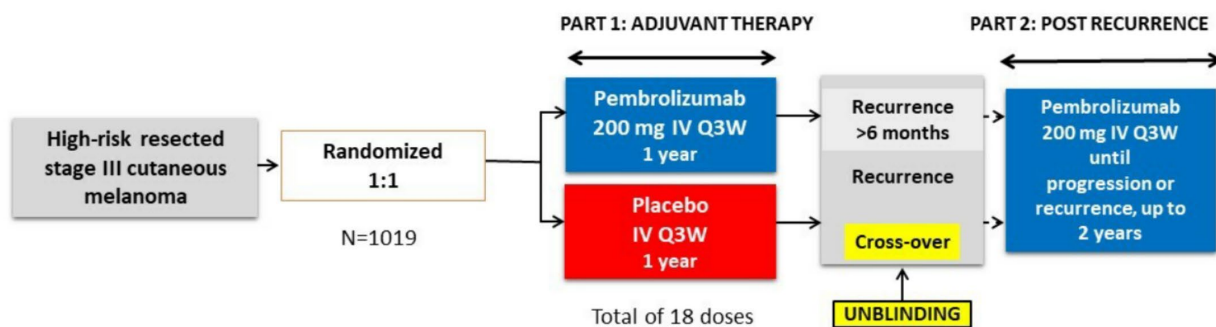 PART 1: ADJUVANT THERAPY
PART 2: POST RECURRENCE
High-risk resected
stage III cutaneous
melanoma
Randomized
1:1
N=1019
Pembrolizumab
200 mg IV Q3W
1 year
Placebo
IV Q3W
1 year
Total of 18 doses
Recurrence
>6 months
Recurrence
Cross-over
UNBLINDING
Pembrolizumab
200 mg IV Q3W
until
progression or
recurrence, up to
2 years